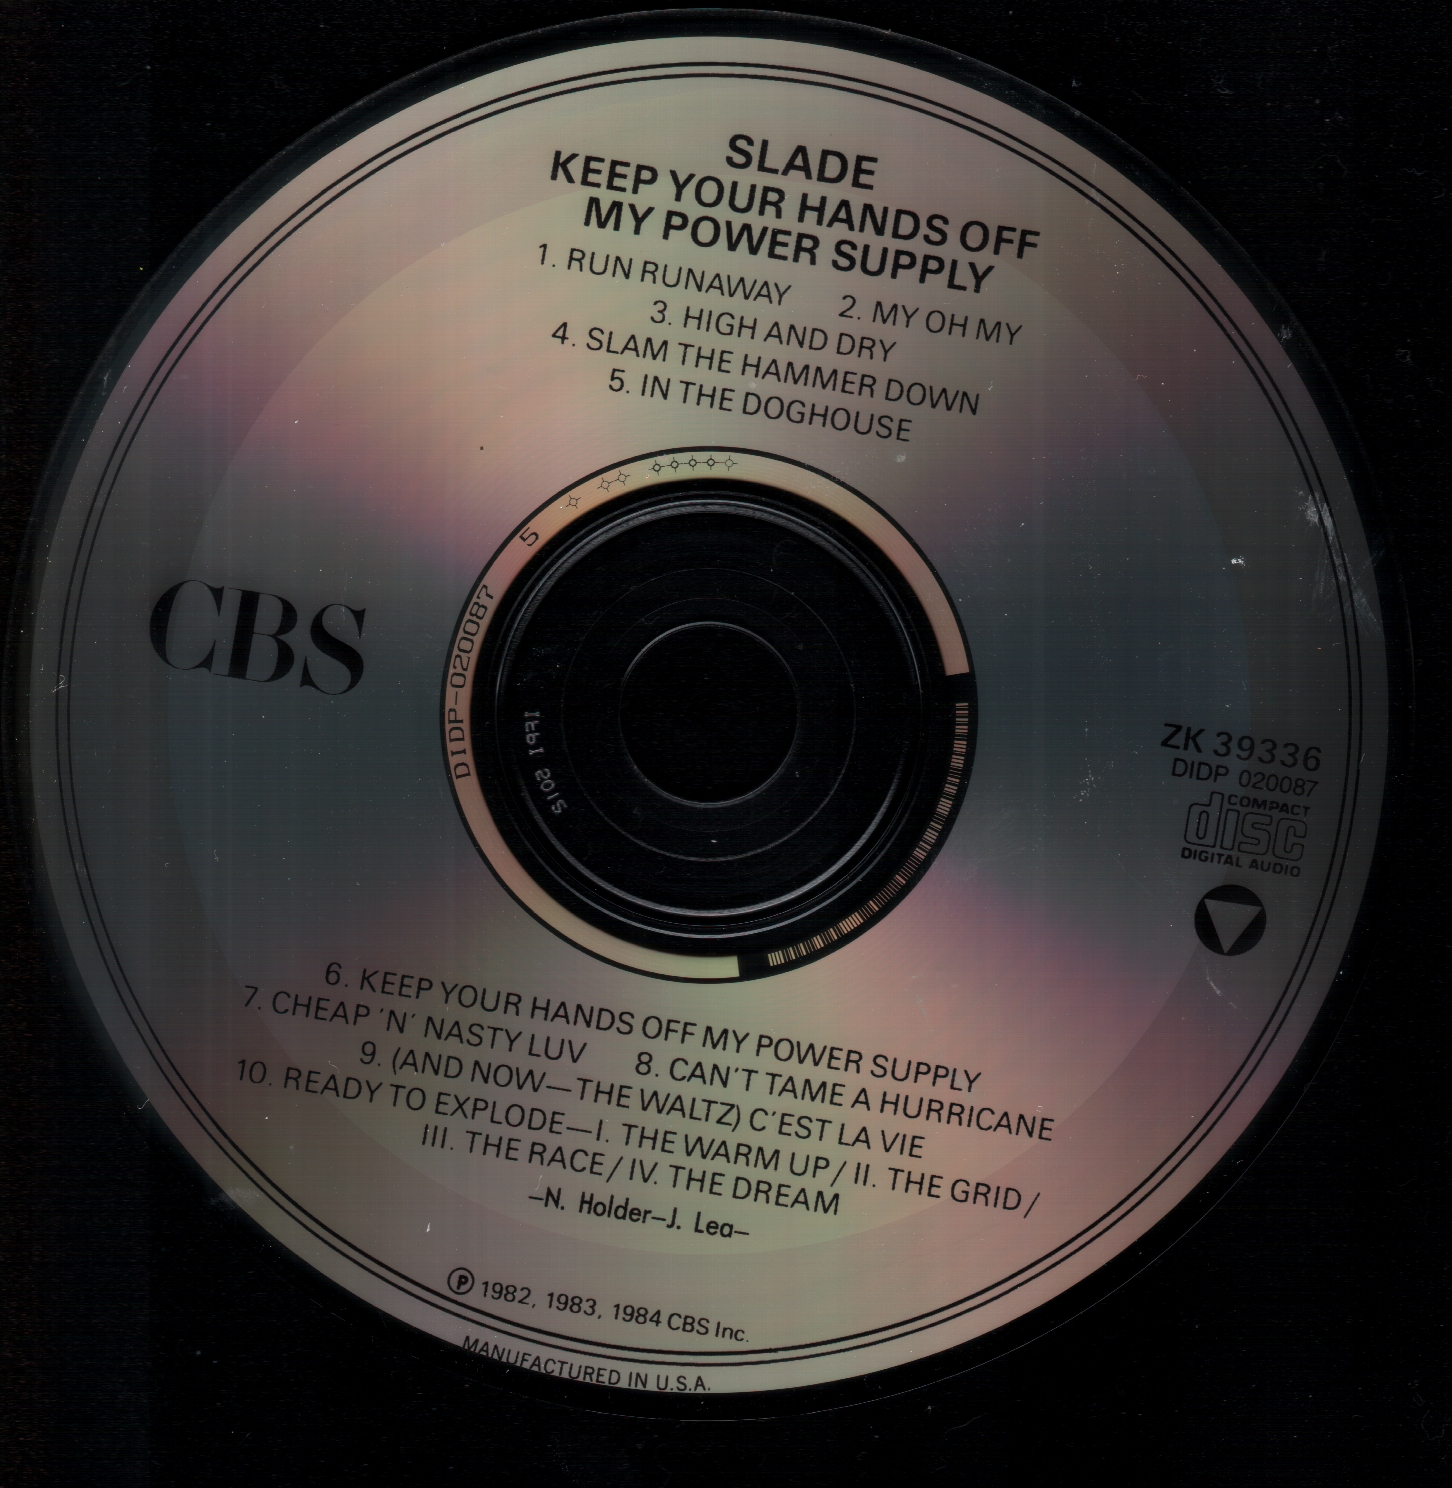 SLADE
KEEP YOUR HANDS OFF
MY POWER SUPPLY
1. RUN RUNAWAY 2. MY OH MY
3. HIGH AND DRY
4. SLAM THE HAMMER DOWN
5. IN THE DOGHOUSE
5
DIDP-020087
CBS
ZK 39336
DIDP 020087
COMPACT
disc
DIGITAL AUDIO
6. KEEP YOUR HANDS OFF MY POWER SUPPLY
7. CHEAP 'N' NASTY LUV 8. CAN'T TAME A HURRICANE
9. (AND NOW—THE WALTZ) C'EST LA VIE
10. READY TO EXPLODE—I. THE WARM UP/ II. THE GRID/
III. THE RACE/ IV. THE DREAM
–N. Holder–J. Lea–
Ⓟ 1982, 1983, 1984 CBS Inc.
MANUFACTURED IN U.S.A.